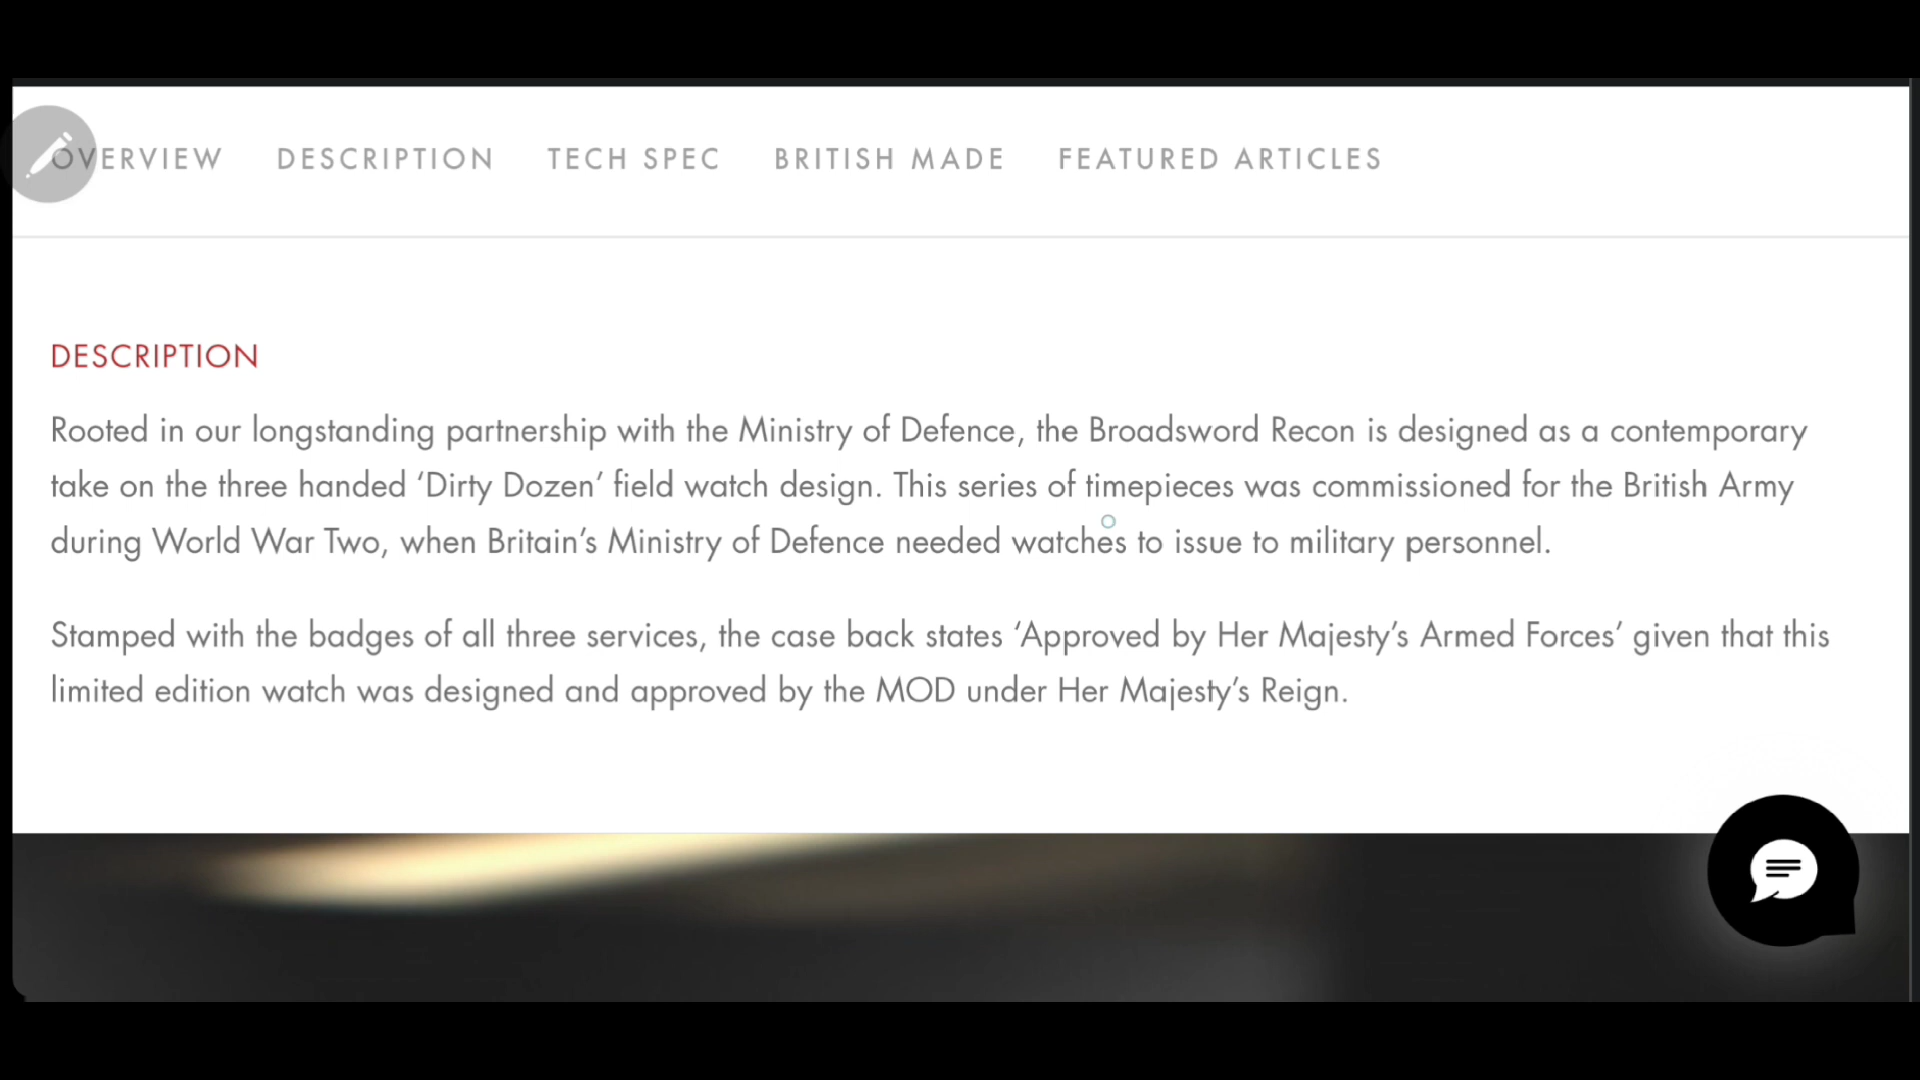 OVERVIEW DESCRIPTION TECH SPEC BRITISH MADE FEATURED ARTICLES
DESCRIPTION
Rooted in our longstanding partnership with the Ministry of Defence, the Broadsword Recon is designed as a contemporary
take on the three handed ‘Dirty Dozen’ field watch design. This series of timepieces was commissioned for the British Army
during World War Two, when Britain’s Ministry of Defence needed watches to issue to military personnel.
Stamped with the badges of all three services, the case back states ‘Approved by Her Majesty’s Armed Forces’ given that this
limited edition watch was designed and approved by the MOD under Her Majesty’s Reign.